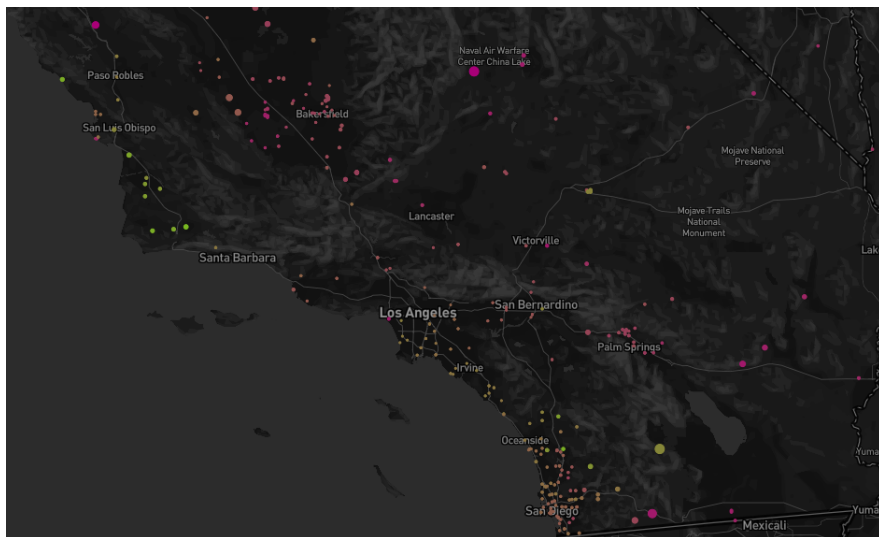 Naval Air Warfare
Center China Lake
Paso Robles
Bakersfield
San Luis Obispo
Mojave National
Preserve
Lancaster
Mojave Trails
National
Monument
Victorville
Lake
Santa Barbara
San Bernardino
Los Angeles
Palm Springs
Irvine
Oceanside
Yuma
San Diego
Yuma
Mexicali